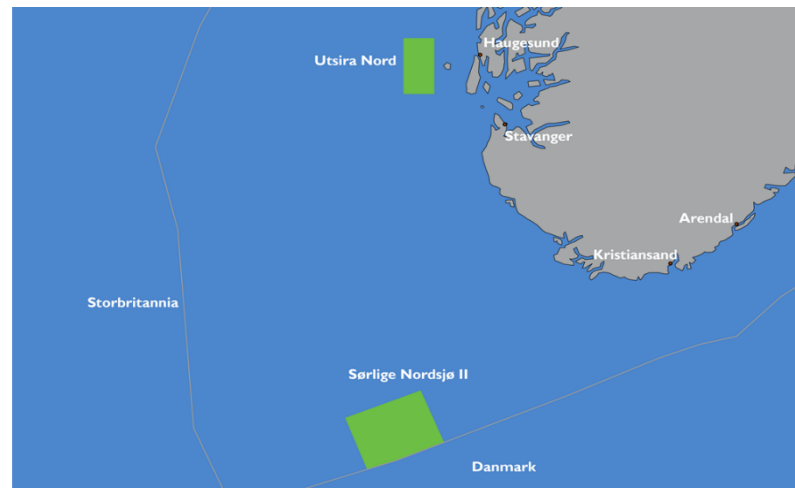 Haugesund
Utsira Nord
Stavanger
Arendal
Kristiansand
Storbritannia
Sørlige Nordsjø II
Danmark